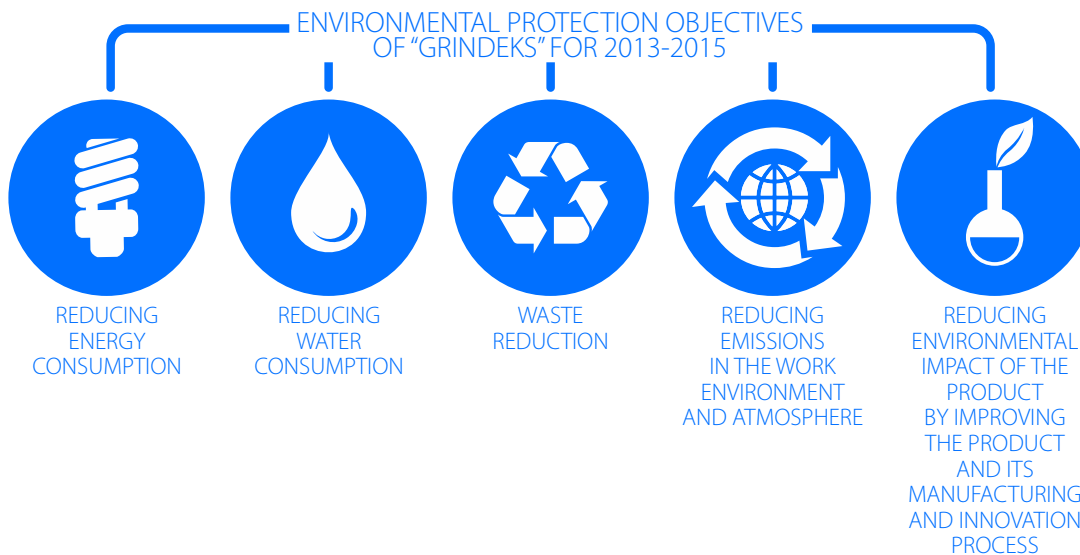 ENVIRONMENTAL PROTECTION OBJECTIVES
OF “GRINDEKS” FOR 2013-2015
REDUCING
ENERGY
CONSUMPTION
REDUCING
WATER
CONSUMPTION
WASTE
REDUCTION
REDUCING
EMISSIONS
IN THE WORK
ENVIRONMENT
AND ATMOSPHERE
REDUCING
ENVIRONMENTAL
IMPACT OF THE
PRODUCT
BY IMPROVING
THE PRODUCT
AND ITS
MANUFACTURING
AND INNOVATION
PROCESS